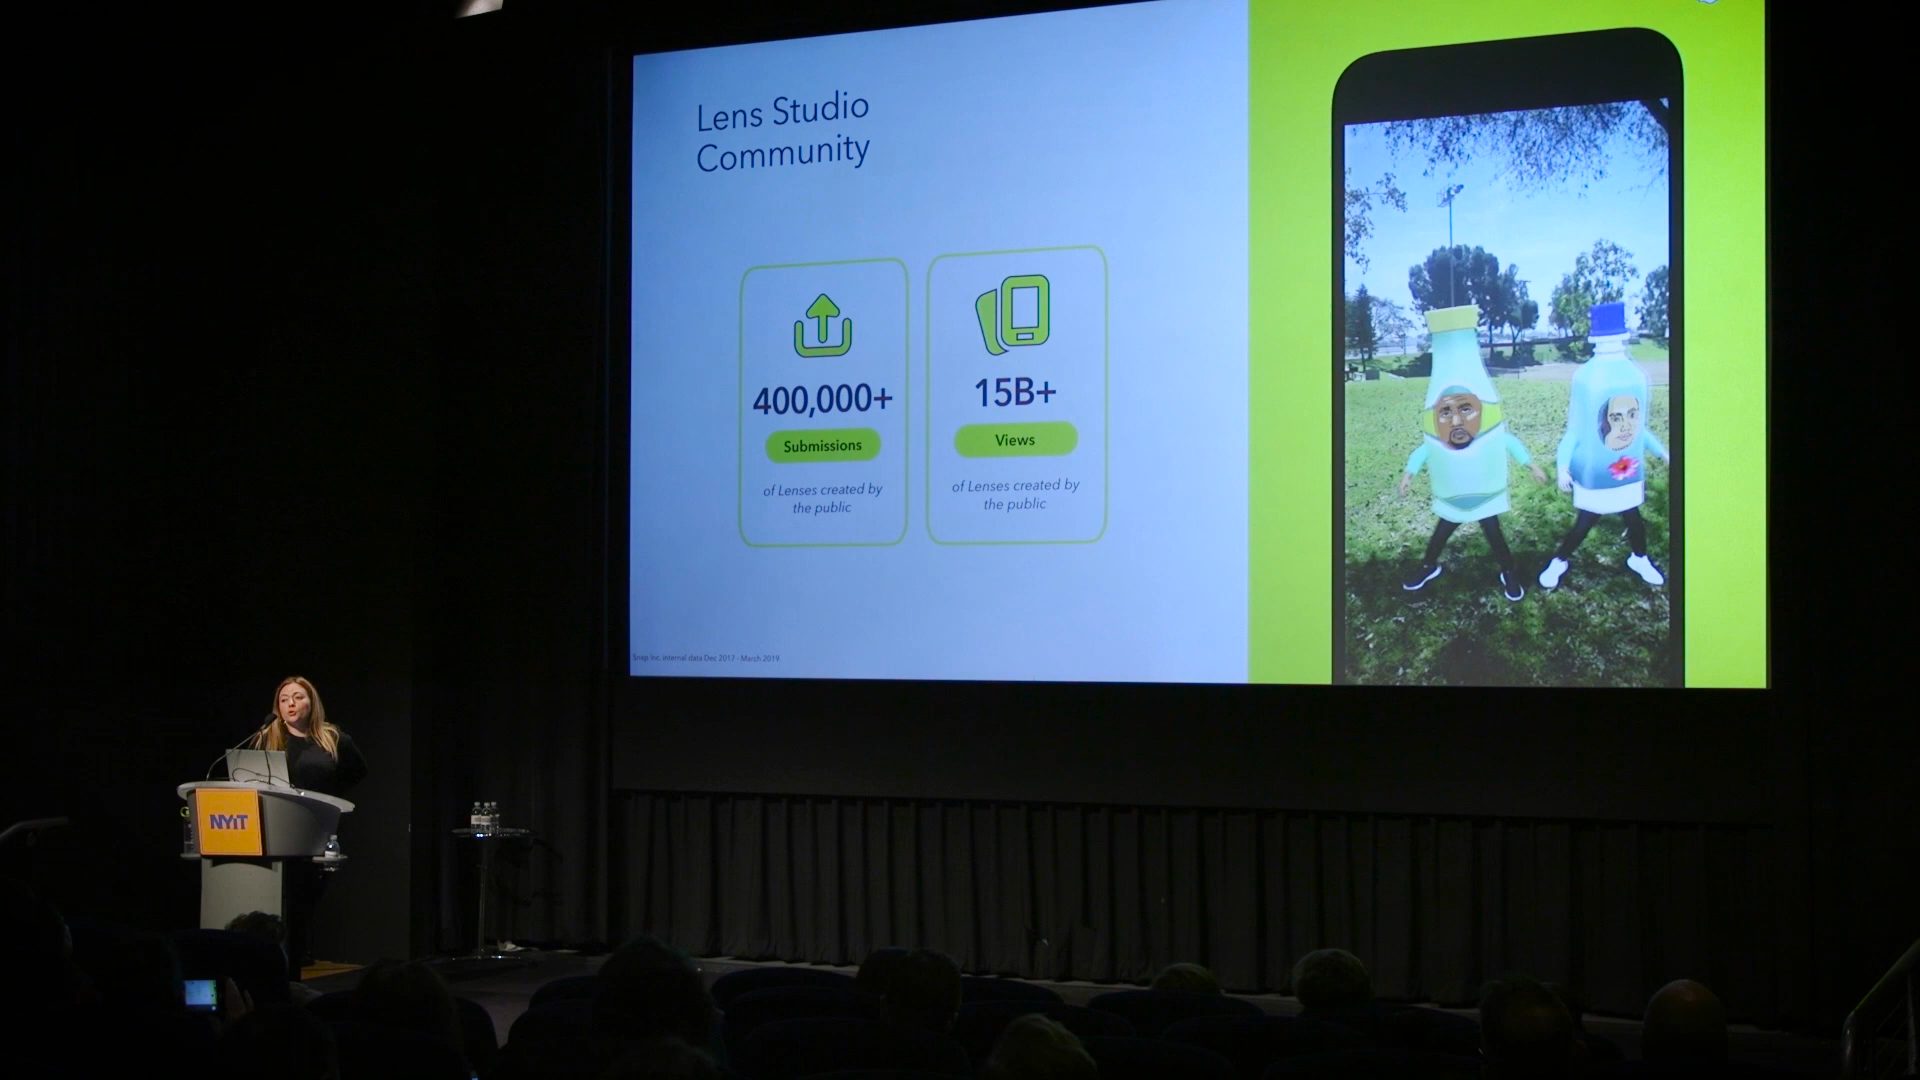 Lens Studio
Community
400,000+
Submissions
of Lenses created by
the public
15B+
Views
of Lenses created by
the public
Snap Inc. internal data Dec 2017 - March 2019.
NYiT